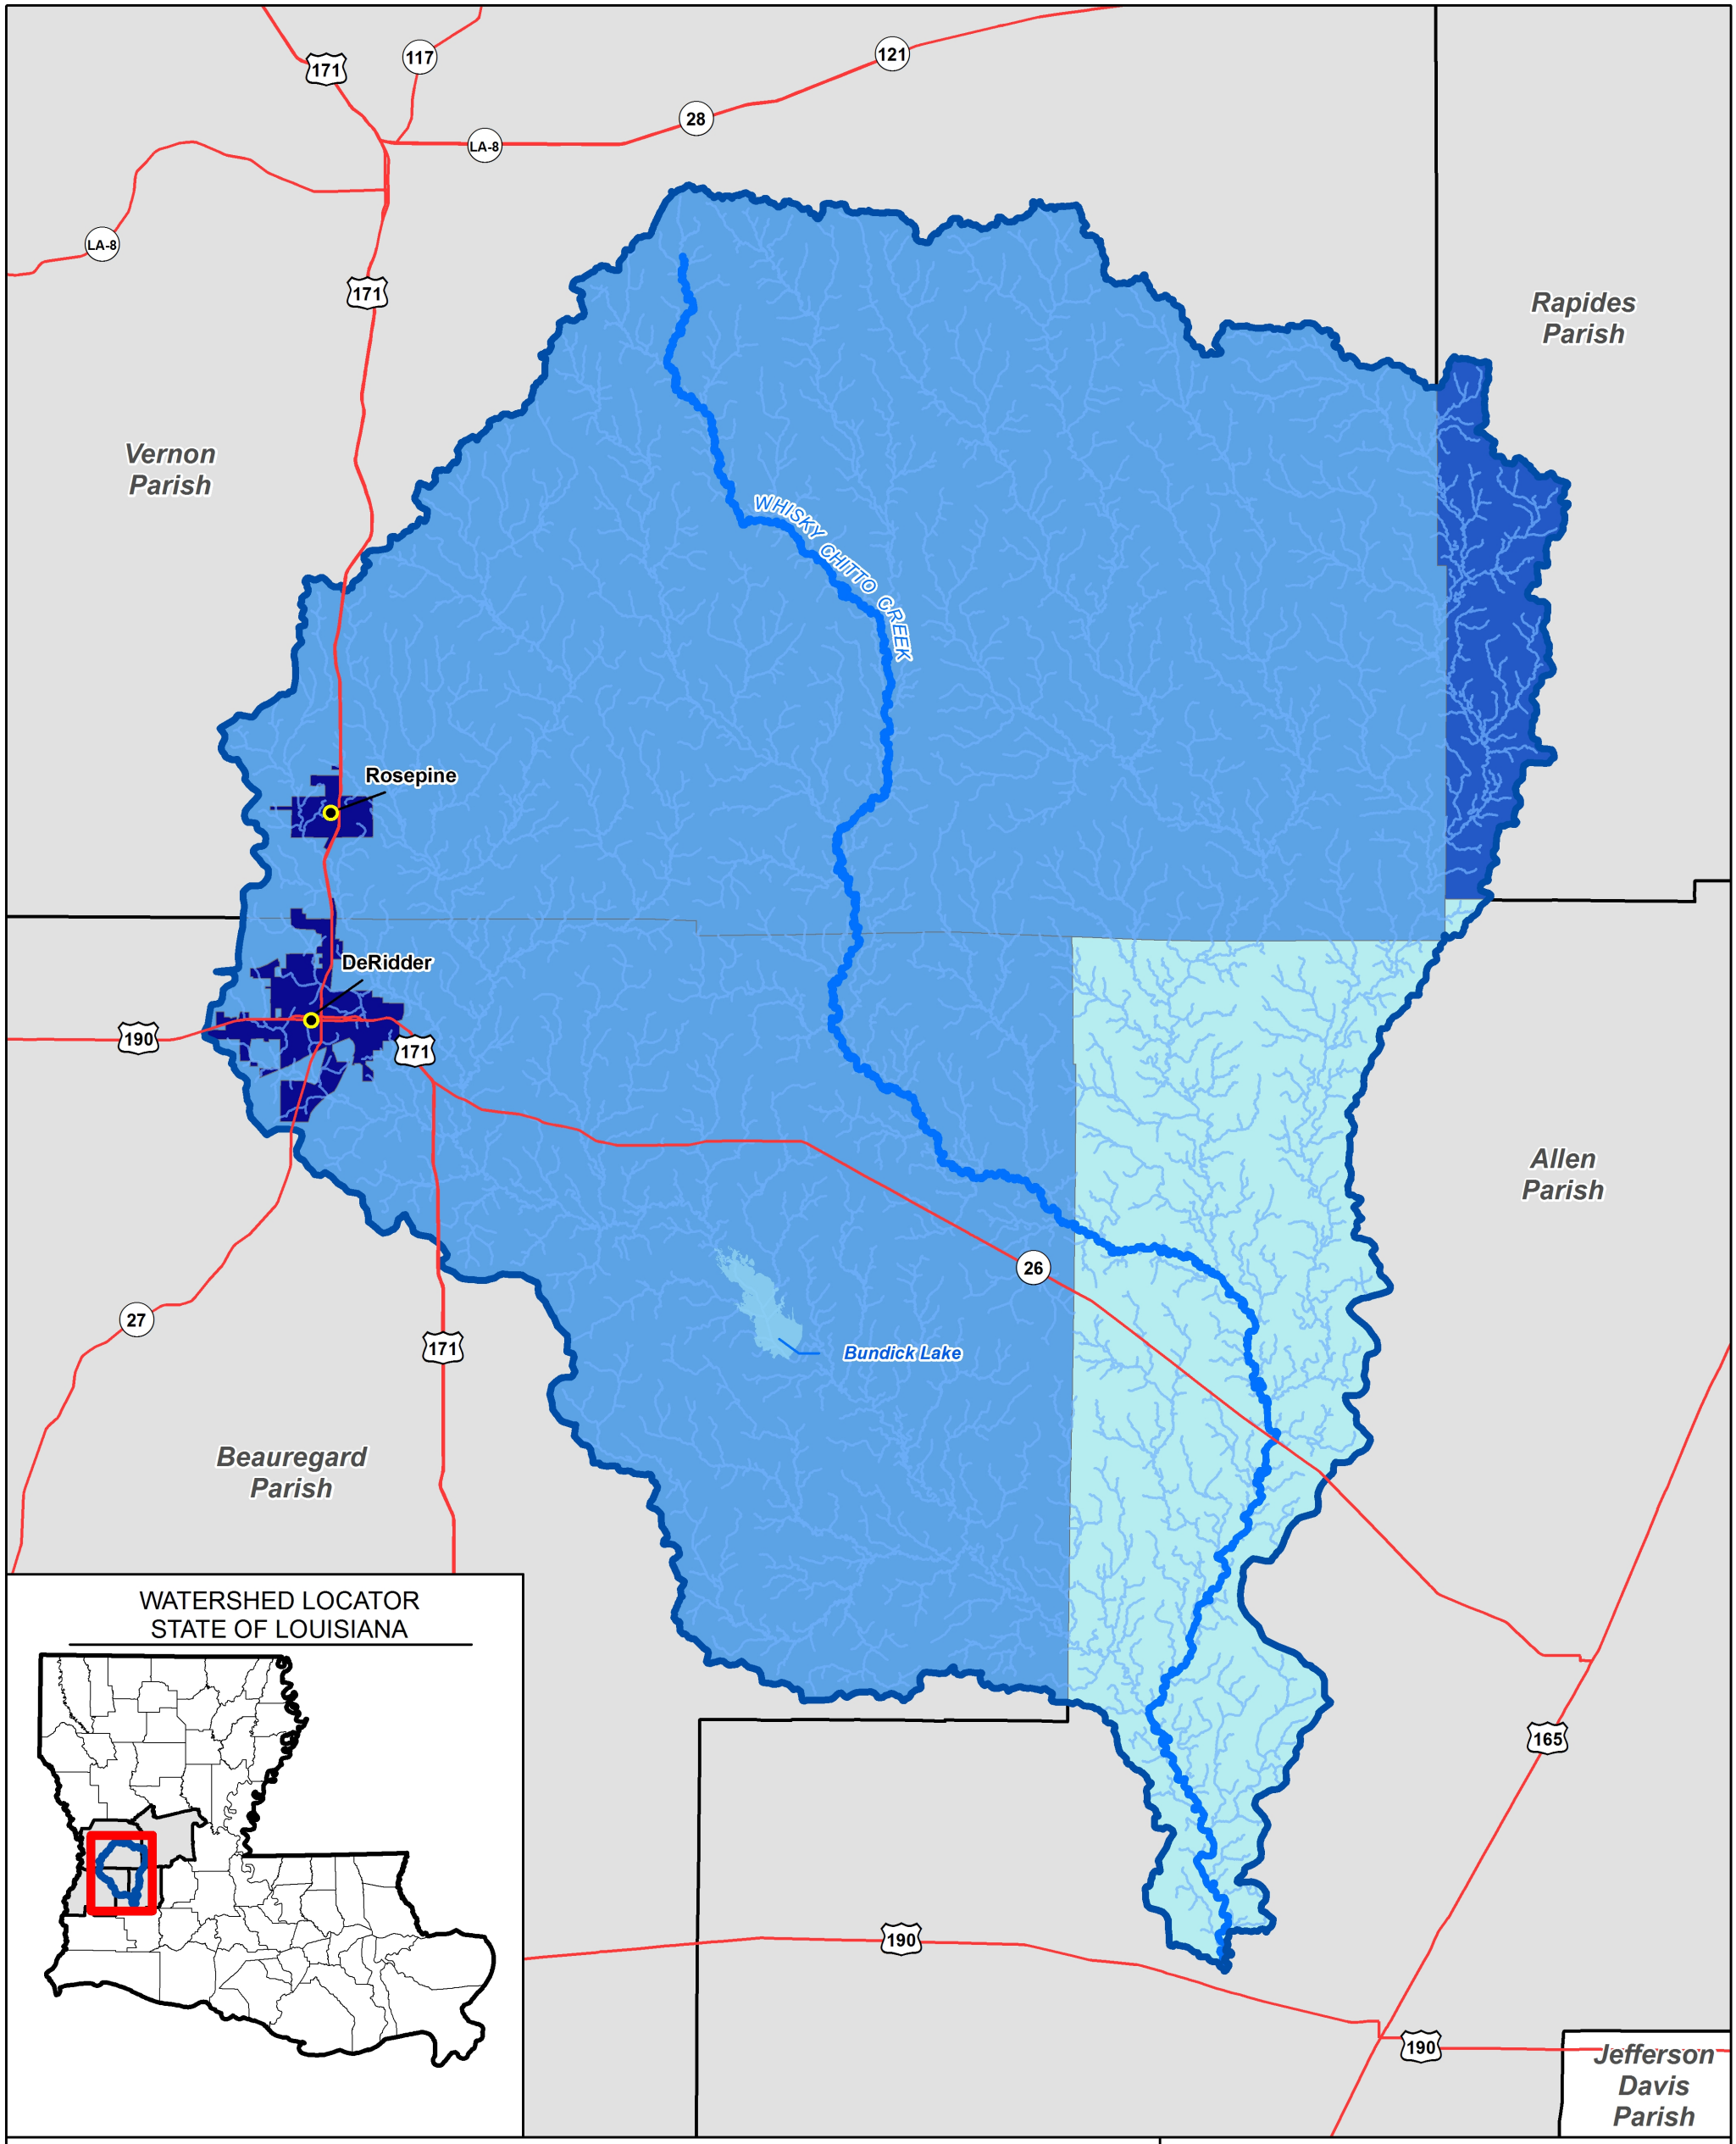 171
117
121
28
LA-8
LA-8
171
Rapides
Parish
Vernon
Parish
WHISKY CHITTO CREEK
Rosepine
DeRidder
190
171
Allen
Parish
26
27
171
Bundick Lake
Beauregard
Parish
WATERSHED LOCATOR
STATE OF LOUISIANA
165
190
190
Jefferson
Davis
Parish